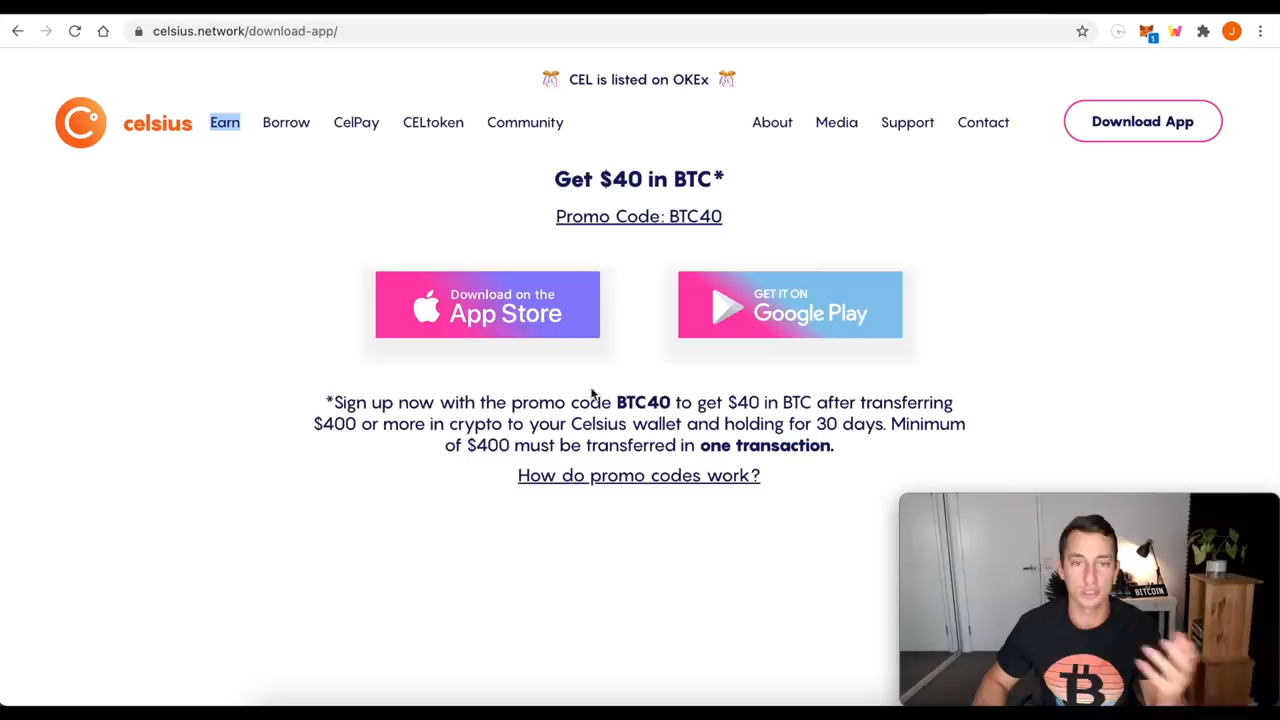 celsius.network/download-app/
1
J
CEL is listed on OKEx
celsius
Earn
Borrow
CelPay
CELtoken
Community
About
Media
Support
Contact
Download App
Get $40 in BTC*
Promo Code: BTC40
Download on the
App Store
GET IT ON
Google Play
*Sign up now with the promo code BTC40 to get $40 in BTC after transferring
$400 or more in crypto to your Celsius wallet and holding for 30 days. Minimum
of $400 must be transferred in one transaction.
How do promo codes work?
BITCOIN